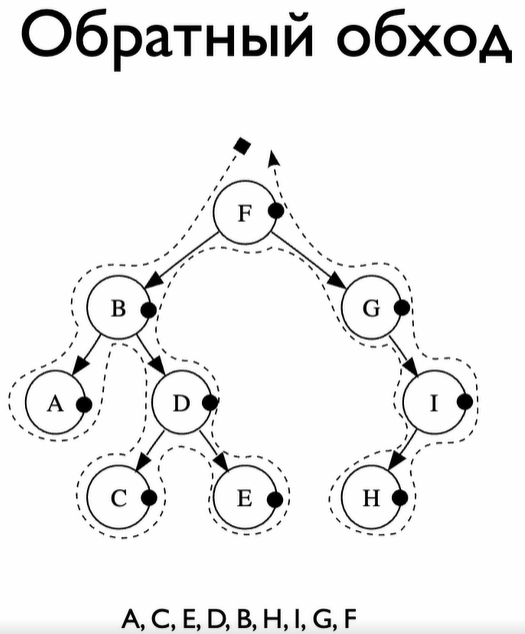 Обратный обход
F
B
G
A
D
I
C
E
H
A, C, E, D, B, H, I, G, F